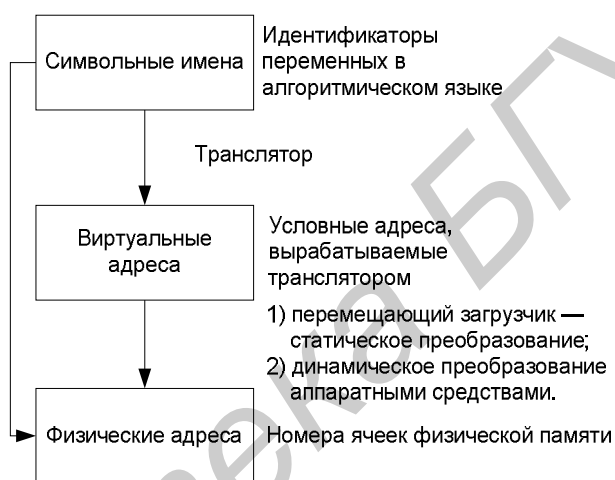 Символьные имена
Идентификаторы
переменных в
алгоритмическом языке
Транслятор
Виртуальные
адреса
Условные адреса,
вырабатываемые
транслятором
1) перемещающий загрузчик —
статическое преобразование;
2) динамическое преобразование
аппаратными средствами.
Физические адреса
Номера ячеек физической памяти